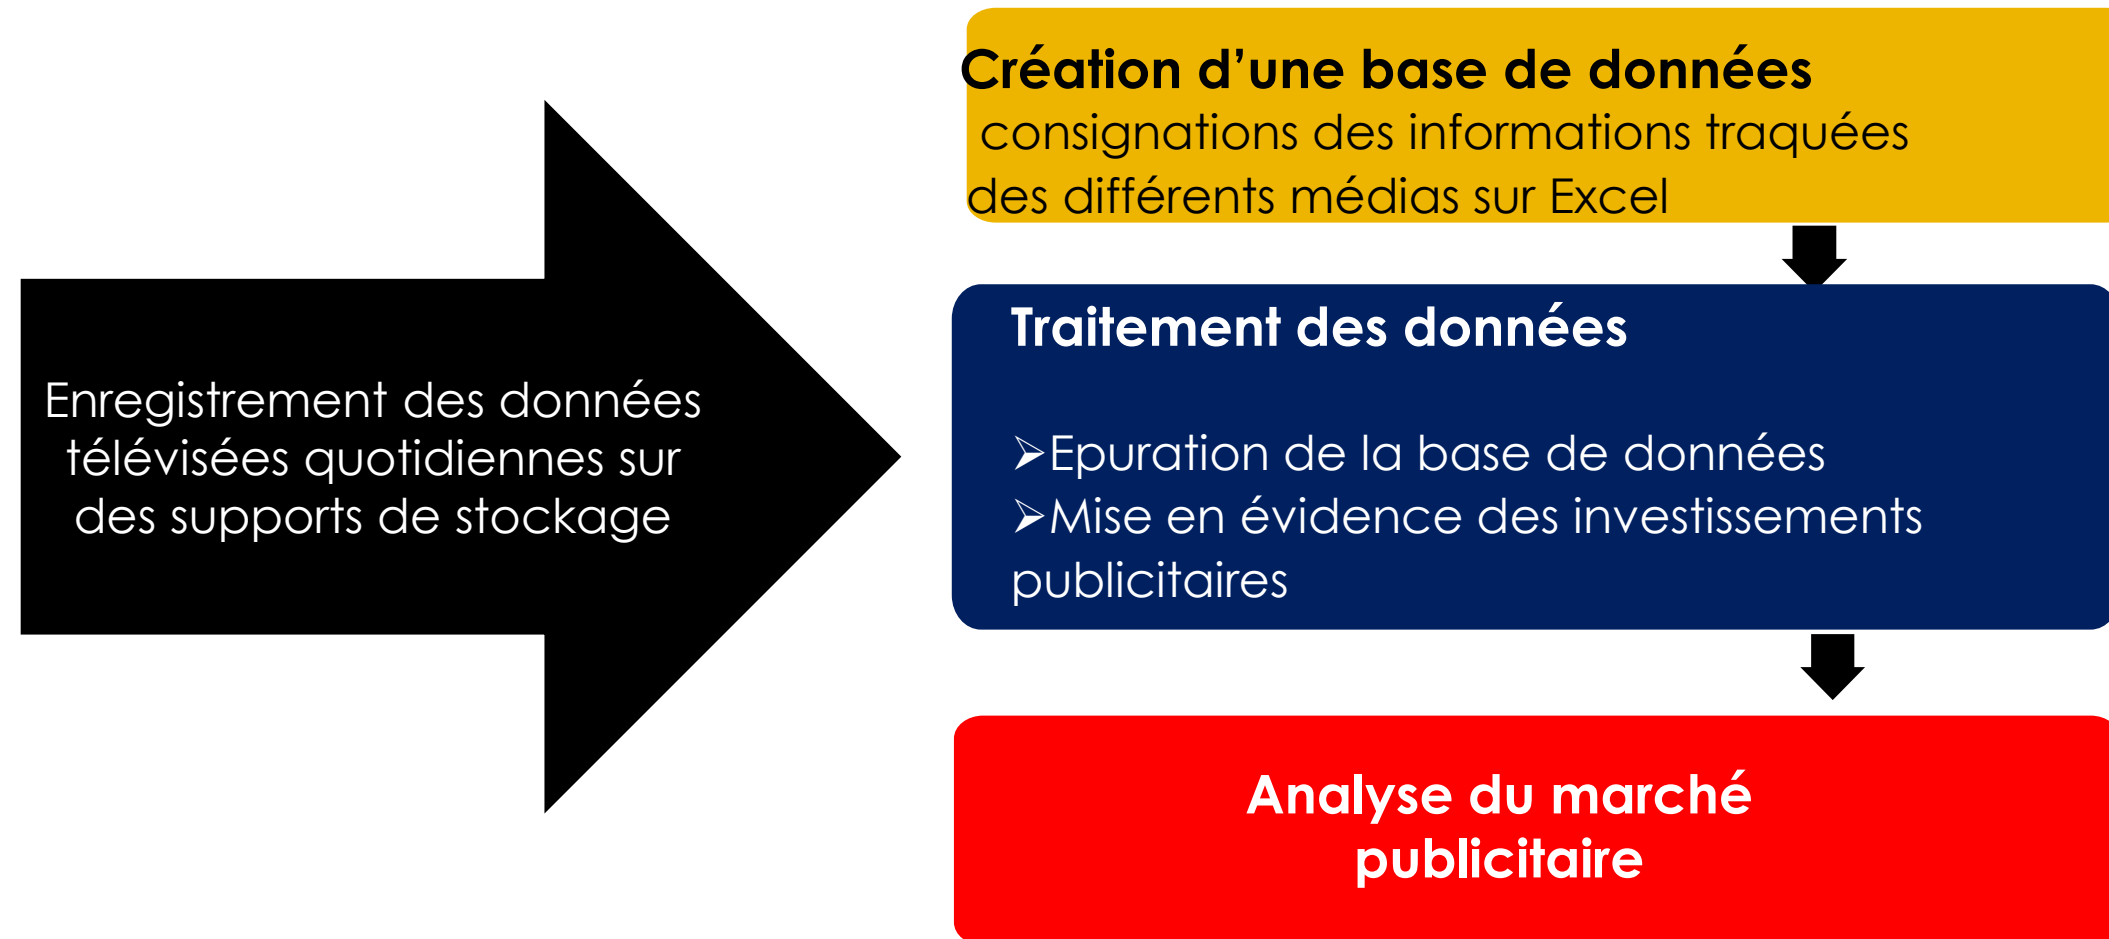 Enregistrement des données
télévisées quotidiennes sur
des supports de stockage
Création d’une base de données
consignations des informations traquées
des différents médias sur Excel
Traitement des données
➢Epuration de la base de données
➢Mise en évidence des investissements
publicitaires
Analyse du marché
publicitaire